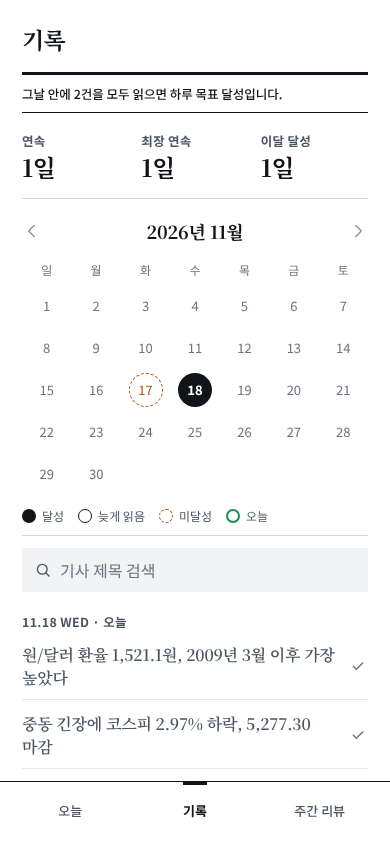 기록
그날 안에 2건을 모두 읽으면 하루 목표 달성입니다.
연속 최장 연속 이달 달성
1일 1일 1일
2026년 11월
일 월 화 수 목 금 토
1 2 3 4 5 6 7
8 9 10 11 12 13 14
15 16 17 18 19 20 21
22 23 24 25 26 27 28
29 30
달성 늦게 읽음 미달성 오늘
기사 제목 검색
11.18 WED · 오늘
원/달러 환율 1,521.1원, 2009년 3월 이후 가장
높았다
중동 긴장에 코스피 2.97% 하락, 5,277.30
마감
오늘 기록 주간 리뷰